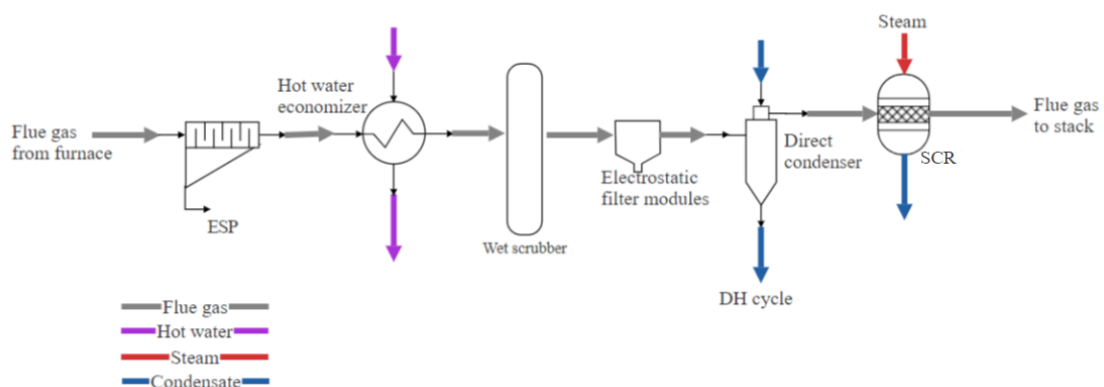 Steam
Hot water
economizer
Flue gas
from furnace
Flue gas
to stack
Direct
condenser
SCR
Electrostatic
filter modules
ESP
Wet scrubber
DH cycle
Flue gas
Hot water
Steam
Condensate